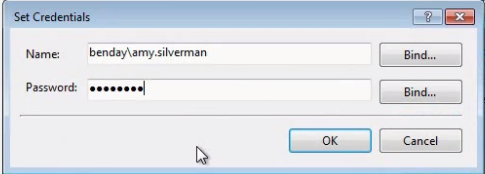 Set Credentials
Name: benday\amy.silverman Bind...
Password: ●●●●●●●● Bind...
OK Cancel